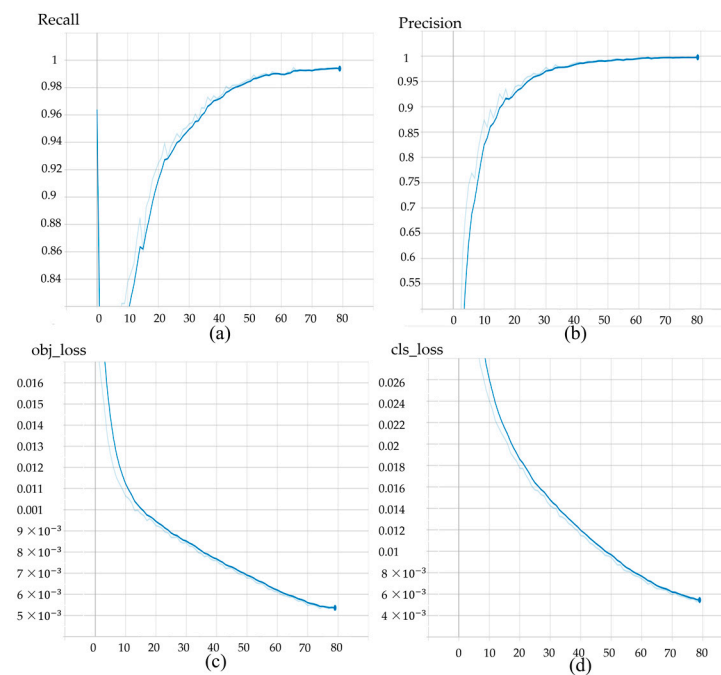 Recall
1
0.98
0.96
0.94
0.92
0.9
0.88
0.86
0.84
0 10 20 30 40 50 60 70 80
(a)
Precision
1
0.95
0.9
0.85
0.8
0.75
0.7
0.65
0.55
0 10 20 30 40 50 60 70 80
(b)
obj_loss
0.016
0.015
0.014
0.013
0.012
0.011
0.001
9 × 10⁻³
8 × 10⁻³
7 × 10⁻³
6 × 10⁻³
5 × 10⁻³
0 10 20 30 40 50 60 70 80
(c)
cls_loss
0.026
0.024
0.022
0.02
0.018
0.016
0.014
0.012
0.01
8 × 10⁻³
6 × 10⁻³
4 × 10⁻³
0 10 20 30 40 50 60 70 80
(d)